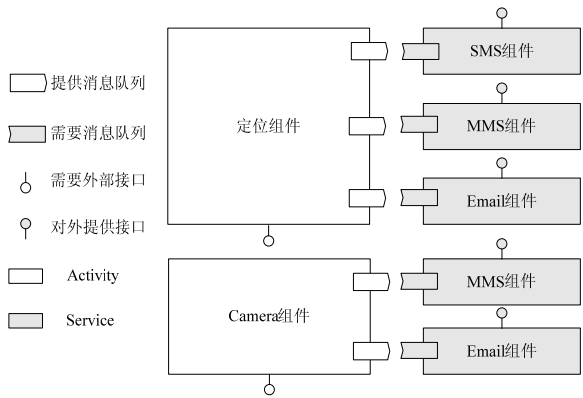 提供消息队列
需要消息队列
需要外部接口
对外提供接口
Activity
Service
定位组件
SMS组件
MMS组件
Email组件
Camera组件
MMS组件
Email组件